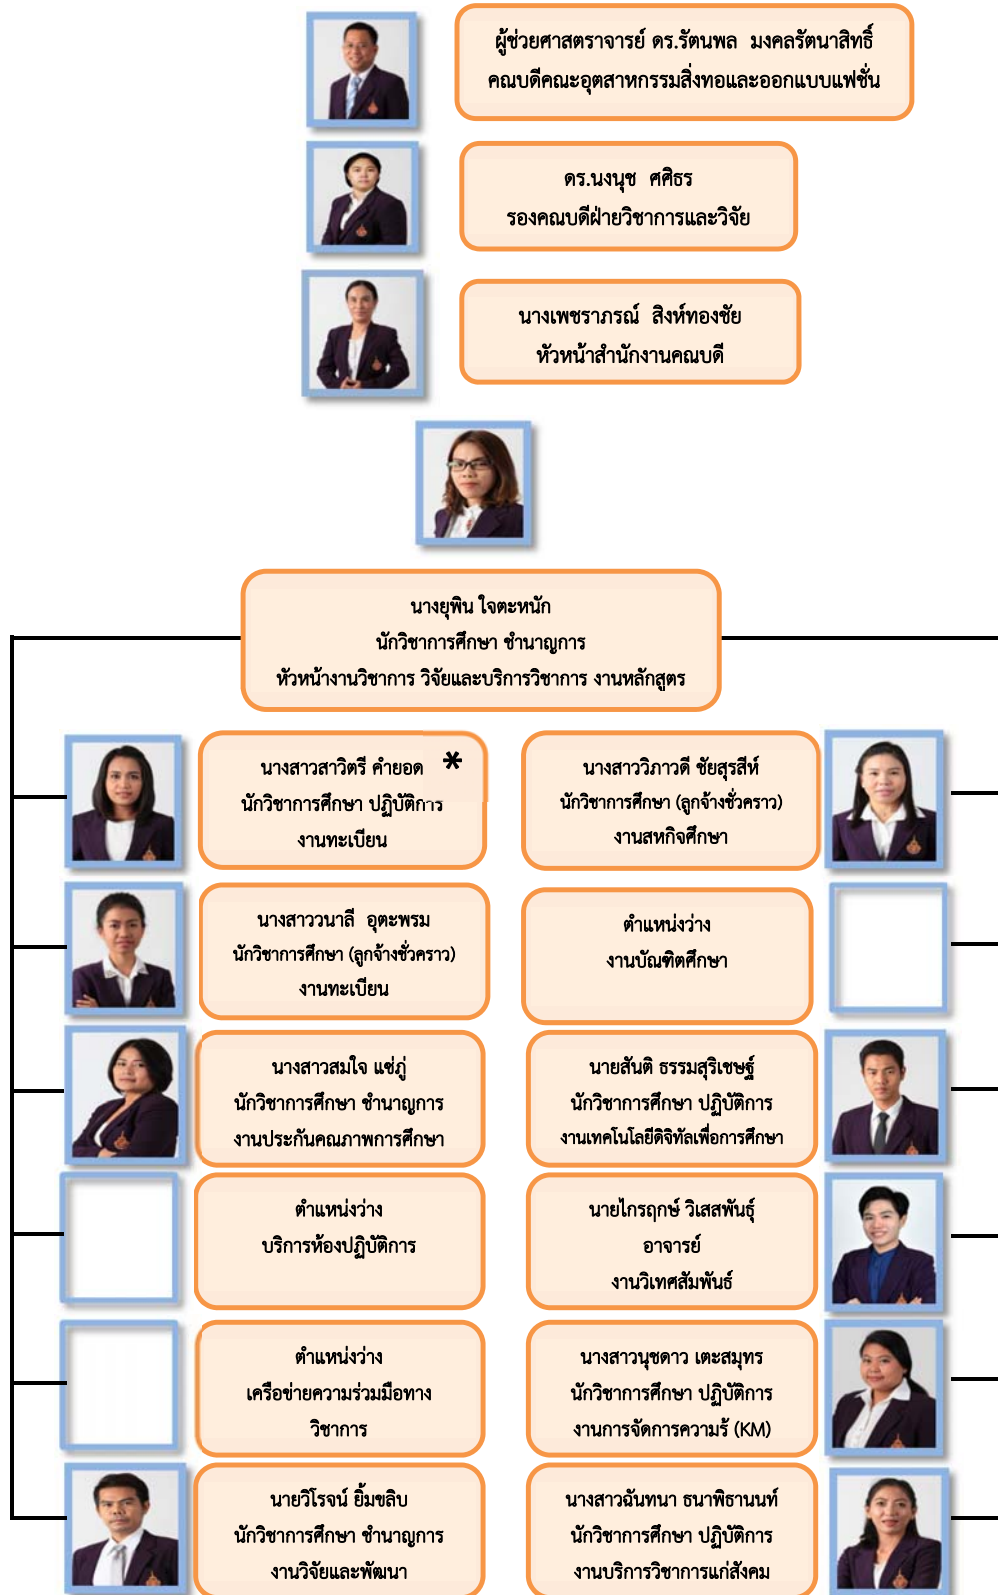 ผู้ช่วยศาสตราจารย์ ดร.รัตนพล มงคลรัตนาสิทธิ์
คณบดีคณะอุตสาหกรรมสิ่งทอและออกแบบแฟชั่น
ดร.นงนุช ศศิธร
รองคณบดีฝ่ายวิชาการและวิจัย
นางเพชราภรณ์ สิงห์ทองชัย
หัวหน้าสำนักงานคณบดี
นางยุพิน ใจตะหนัก
นักวิชาการศึกษา ชำนาญการ
หัวหน้างานวิชาการ วิจัยและบริการวิชาการ งานหลักสูตร
นางสาวสาวิตรี คำยอด *
นักวิชาการศึกษา ปฏิบัติการ
งานทะเบียน
นางสาววิภาวดี ชัยสุรสีห์
นักวิชาการศึกษา (ลูกจ้างชั่วคราว)
งานสหกิจศึกษา
นางสาววนาลี อุตะพรม
นักวิชาการศึกษา (ลูกจ้างชั่วคราว)
งานทะเบียน
ตำแหน่งว่าง
งานบัณฑิตศึกษา
นางสาวสมใจ แซ่ภู่
นักวิชาการศึกษา ชำนาญการ
งานประกันคุณภาพการศึกษา
นายสันติ ธรรมสุริเชษฐ์
นักวิชาการศึกษา ปฏิบัติการ
งานเทคโนโลยีดิจิทัลเพื่อการศึกษา
ตำแหน่งว่าง
บริการห้องปฏิบัติการ
นายไกรฤกษ์ วิเสสพันธุ์
อาจารย์
งานวิเทศสัมพันธ์
ตำแหน่งว่าง
เครือข่ายความร่วมมือทาง
วิชาการ
นางสาวนุชดาว เตะสมุทร
นักวิชาการศึกษา ปฏิบัติการ
งานการจัดการความรู้ (KM)
นายวิโรจน์ ยิ้มขลิบ
นักวิชาการศึกษา ชำนาญการ
งานวิจัยและพัฒนา
นางสาวฉันทนา ธนาพิธานนท์
นักวิชาการศึกษา ปฏิบัติการ
งานบริการวิชาการแก่สังคม